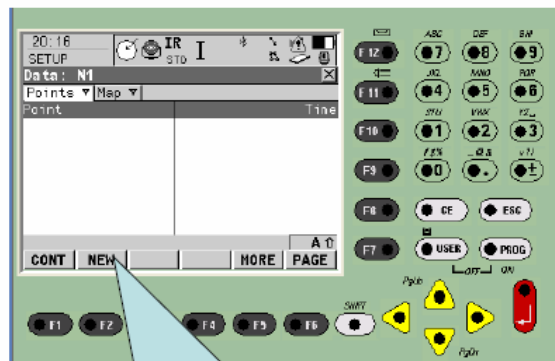 20:16
SETUP
IR
STD
I
Data: N1
Points Map
Point Time
A
CONT NEW MORE PAGE
F12
ABC DEF GHI
7 8 9
F11
JKL MNO PQR
4 5 6
F10
STU VWX YZ_
1 2 3
F9
/$% _@& +?!
0 . ±
F8 CE ESC
F7 USER PROG
OFF ON
PgUp
SHIFT
F1 F2 F4 F5 F6
PgDn